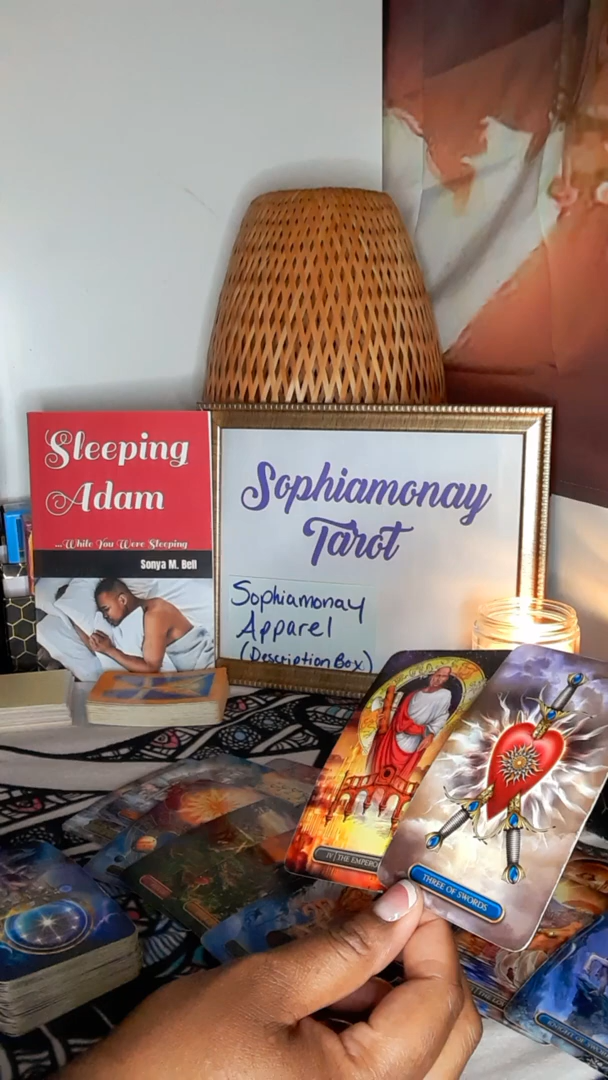 Sleeping
Adam
...While You Were Sleeping
Sonya M. Bell
Sophiamonay
Tarot
Sophiamonay
Apparel
(Description Box)
IV THE EMPEROR
THREE OF SWORDS